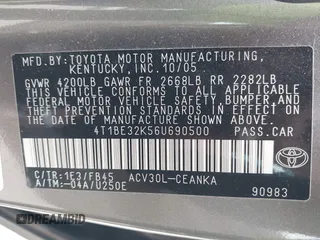 MFD.BY:TOYOTA MOTOR MANUFACTURING,
KENTUCKY,INC.10/05
GVWR 4200LB GAWR FR 2668LB RR 2282LB
THIS VEHICLE CONFORMS TO ALL APPLICABLE
FEDERAL MOTOR VEHICLE SAFETY, BUMPER, AND
THEFT PREVENTION STANDARDS IN EFFECT ON
THE DATE OF MANUFACTURE SHOWN ABOVE.
4T1BE32K56U690500 PASS.CAR
C/TR:1E3/FB45 ACV30L-CEANKA
A/TM:-04A/U250E
TOYOTA
90983
DREAMBID